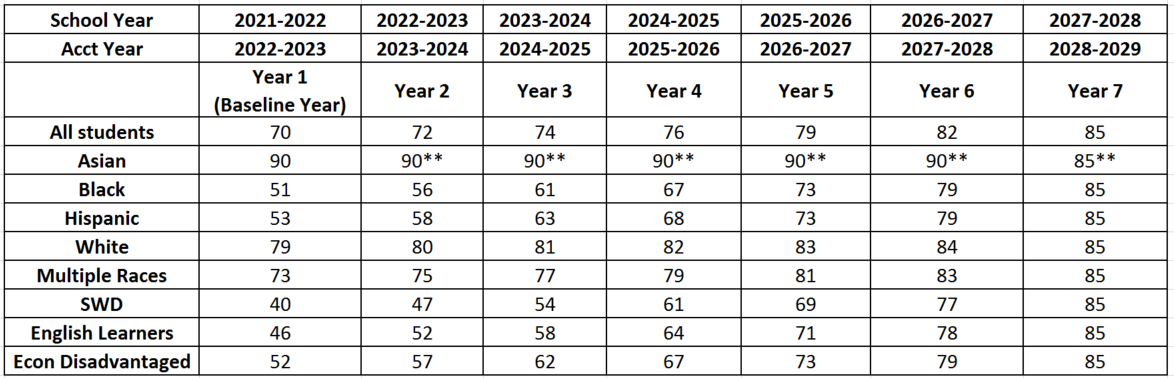 School Year 2021-2022 2022-2023 2023-2024 2024-2025 2025-2026 2026-2027 2027-2028
Acct Year 2022-2023 2023-2024 2024-2025 2025-2026 2026-2027 2027-2028 2028-2029
Year 1 (Baseline Year) Year 2 Year 3 Year 4 Year 5 Year 6 Year 7
All students 70 72 74 76 79 82 85
Asian 90 90** 90** 90** 90** 90** 85**
Black 51 56 61 67 73 79 85
Hispanic 53 58 63 68 73 79 85
White 79 80 81 82 83 84 85
Multiple Races 73 75 77 79 81 83 85
SWD 40 47 54 61 69 77 85
English Learners 46 52 58 64 71 78 85
Econ Disadvantaged 52 57 62 67 73 79 85